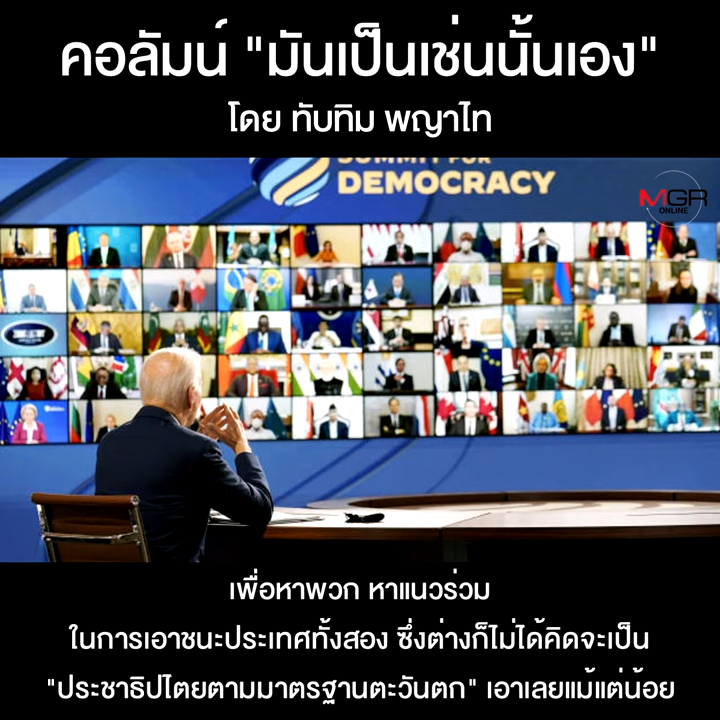 คอลัมน์ "มันเป็นเช่นนั้นเอง"
โดย ทับทิม พญาไท
SUMMIT FOR
DEMOCRACY
MGR
ONLINE
เพื่อหาพวก หาแนวร่วม
ในการเอาชนะประเทศทั้งสอง ซึ่งต่างก็ไม่ได้คิดจะเป็น
"ประชาธิปไตยตามมาตรฐานตะวันตก" เอาเลยแม้แต่น้อย